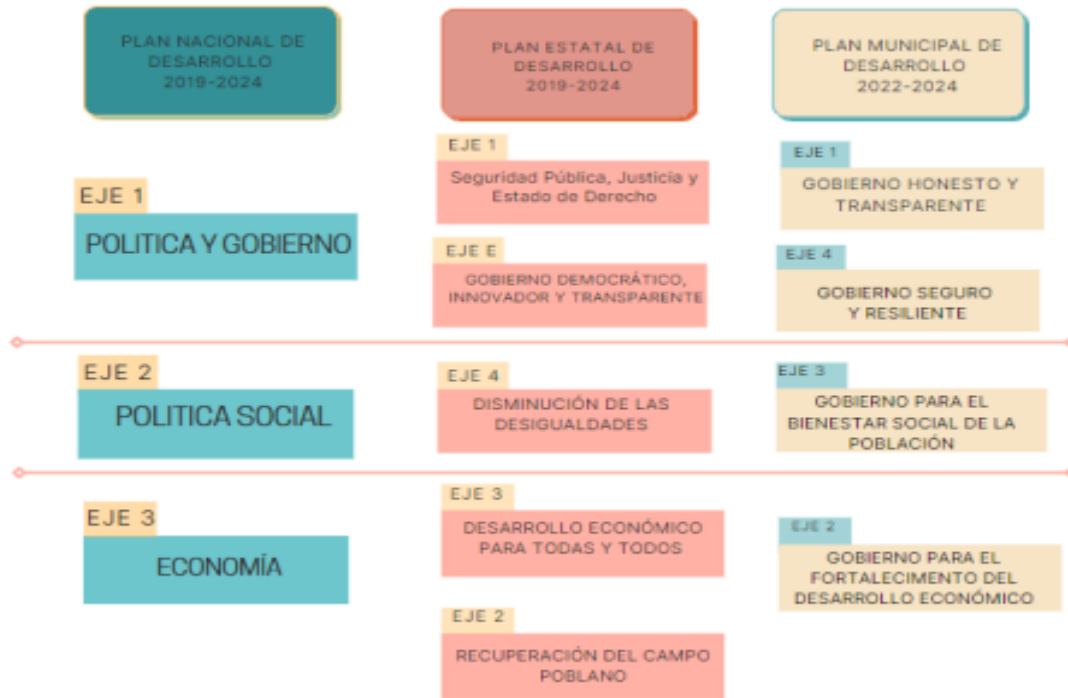 PLAN NACIONAL DE
DESARROLLO
2019-2024
PLAN ESTATAL DE
DESARROLLO
2019-2024
PLAN MUNICIPAL DE
DESARROLLO
2022-2024
EJE 1
POLITICA Y GOBIERNO
EJE 1
Seguridad Pública, Justicia y
Estado de Derecho
EJE E
GOBIERNO DEMOCRÁTICO,
INNOVADOR Y TRANSPARENTE
EJE 1
GOBIERNO HONESTO Y
TRANSPARENTE
EJE 4
GOBIERNO SEGURO
Y RESILIENTE
EJE 2
POLITICA SOCIAL
EJE 4
DISMINUCIÓN DE LAS
DESIGUALDADES
EJE 3
GOBIERNO PARA EL
BIENESTAR SOCIAL DE LA
POBLACIÓN
EJE 3
ECONOMÍA
EJE 3
DESARROLLO ECONÓMICO
PARA TODAS Y TODOS
EJE 2
RECUPERACIÓN DEL CAMPO
POBLANO
EJE 2
GOBIERNO PARA EL
FORTALECIMENTO DEL
DESARROLLO ECONÓMICO